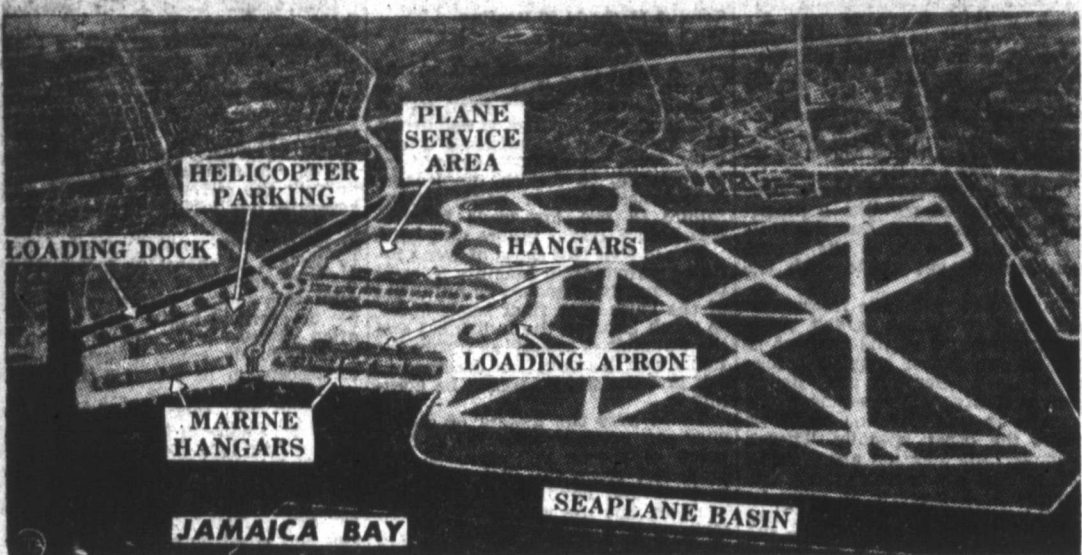 PLANE
SERVICE
AREA
HELICOPTER
PARKING
LOADING DOCK
HANGARS
LOADING APRON
MARINE
HANGARS
SEAPLANE BASIN
JAMAICA BAY